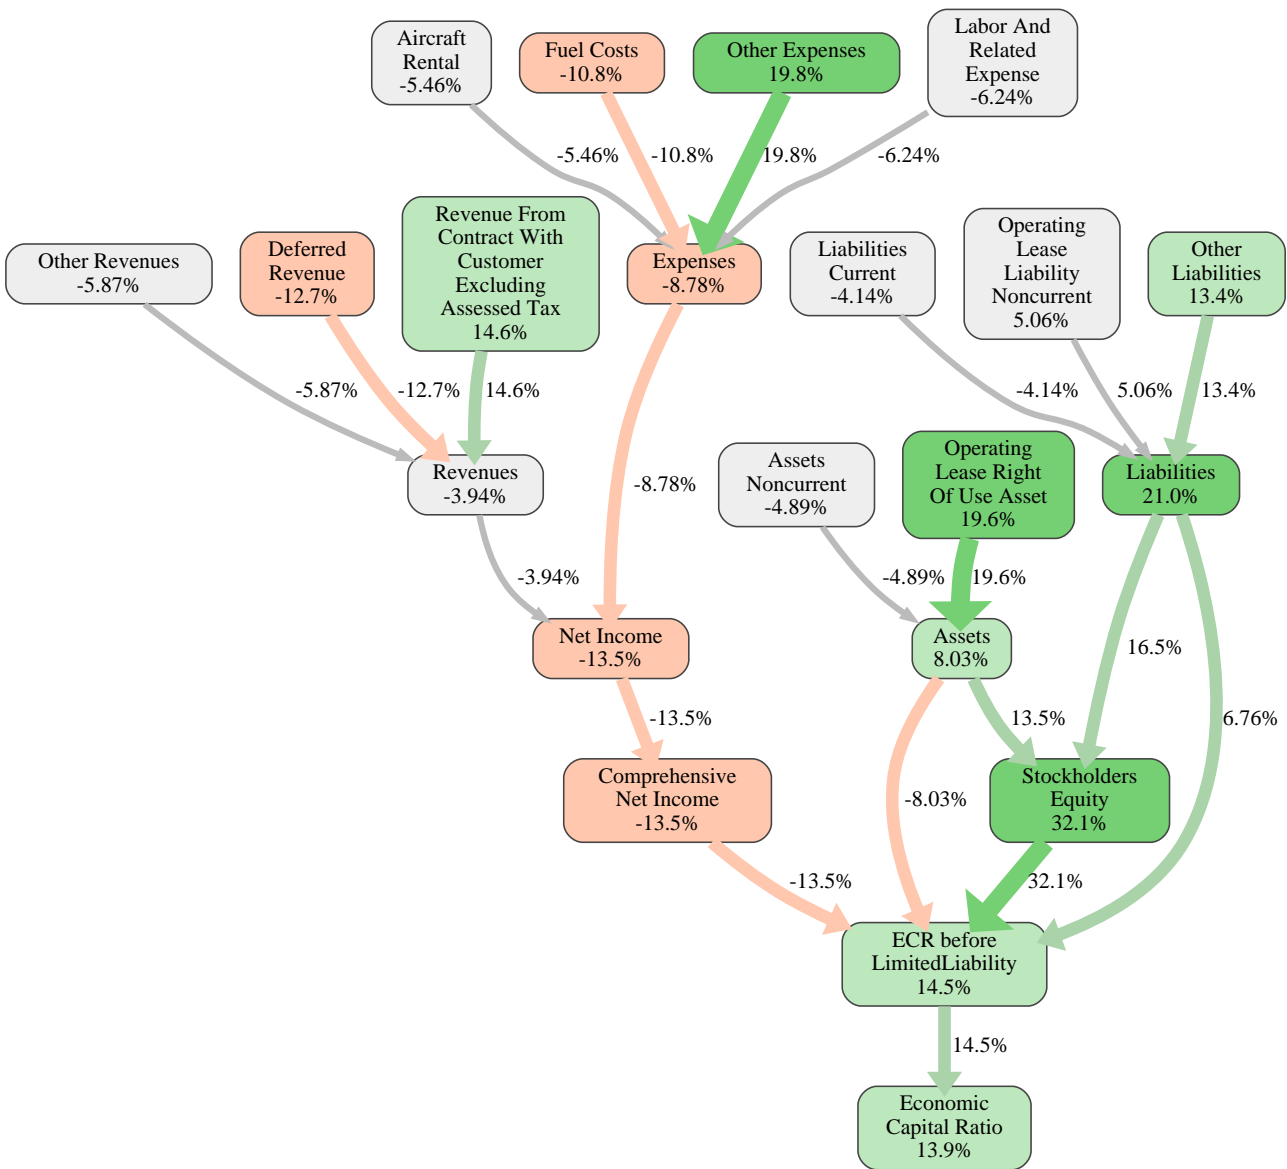 Aircraft
Rental
-5.46%
Fuel Costs
-10.8%
Other Expenses
19.8%
Labor And
Related
Expense
-6.24%
-5.46%
-10.8%
19.8%
-6.24%
Other Revenues
-5.87%
Deferred
Revenue
-12.7%
Revenue From
Contract With
Customer
Excluding
Assessed Tax
14.6%
Expenses
-8.78%
Liabilities
Current
-4.14%
Operating
Lease
Liability
Noncurrent
5.06%
Other
Liabilities
13.4%
-5.87%
-12.7%
14.6%
-8.78%
-4.14%
5.06%
13.4%
Revenues
-3.94%
Assets
Noncurrent
-4.89%
Operating
Lease Right
Of Use Asset
19.6%
Liabilities
21.0%
-3.94%
-4.89%
19.6%
16.5%
6.76%
Net Income
-13.5%
Assets
8.03%
-13.5%
13.5%
-8.03%
Comprehensive
Net Income
-13.5%
Stockholders
Equity
32.1%
-13.5%
32.1%
ECR before
LimitedLiability
14.5%
14.5%
Economic
Capital Ratio
13.9%